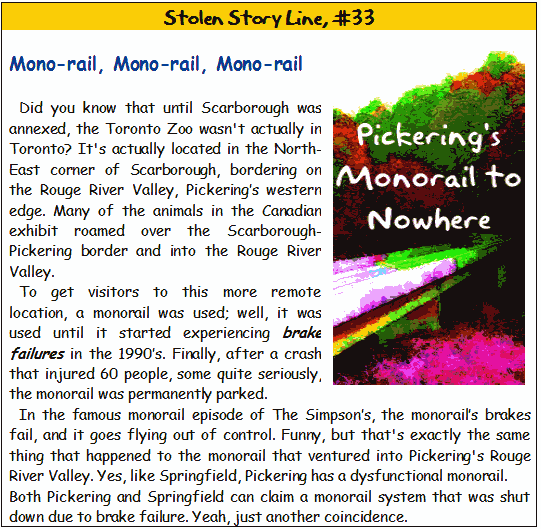 Stolen Story Line, #33
Mono-rail, Mono-rail, Mono-rail
Did you know that until Scarborough was
annexed, the Toronto Zoo wasn't actually in
Toronto? It's actually located in the North-
East corner of Scarborough, bordering on
the Rouge River Valley, Pickering's western
edge. Many of the animals in the Canadian
exhibit roamed over the Scarborough-
Pickering border and into the Rouge River
Valley.
To get visitors to this more remote
location, a monorail was used; well, it was
used until it started experiencing brake
failures in the 1990's. Finally, after a crash
that injured 60 people, some quite seriously,
the monorail was permanently parked.
Pickering's
Monorail to
Nowhere
In the famous monorail episode of The Simpson's, the monorail's brakes
fail, and it goes flying out of control. Funny, but that's exactly the same
thing that happened to the monorail that ventured into Pickering's Rouge
River Valley. Yes, like Springfield, Pickering has a dysfunctional monorail.
Both Pickering and Springfield can claim a monorail system that was shut
down due to brake failure. Yeah, just another coincidence.